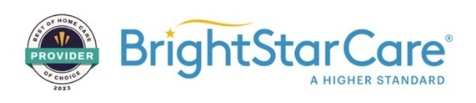 BEST OF HOME CARE
PROVIDER
OF CHOICE
2023
BrightStarCare®
A HIGHER STANDARD